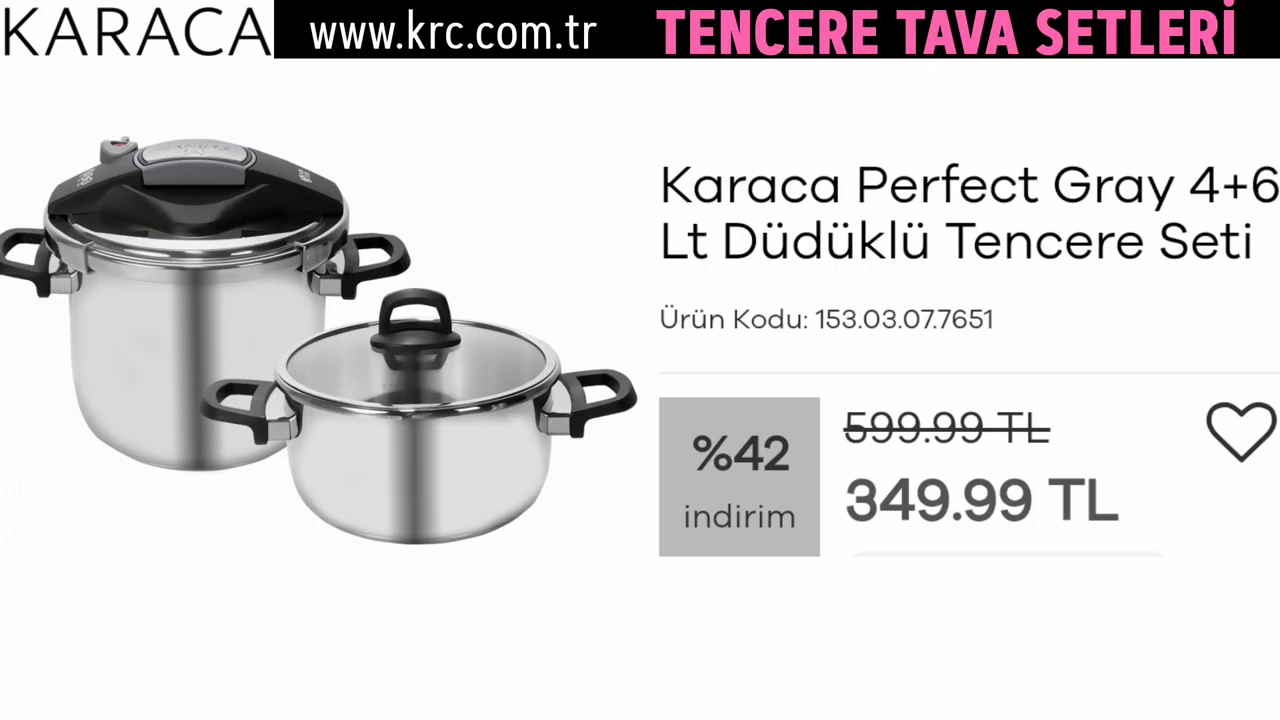 KARACA
www.krc.com.tr
TENCERE TAVA SETLERİ
Karaca Perfect Gray 4+6
Lt Düdüklü Tencere Seti
Ürün Kodu: 153.03.07.7651
%42
indirim
599.99 TL
349.99 TL